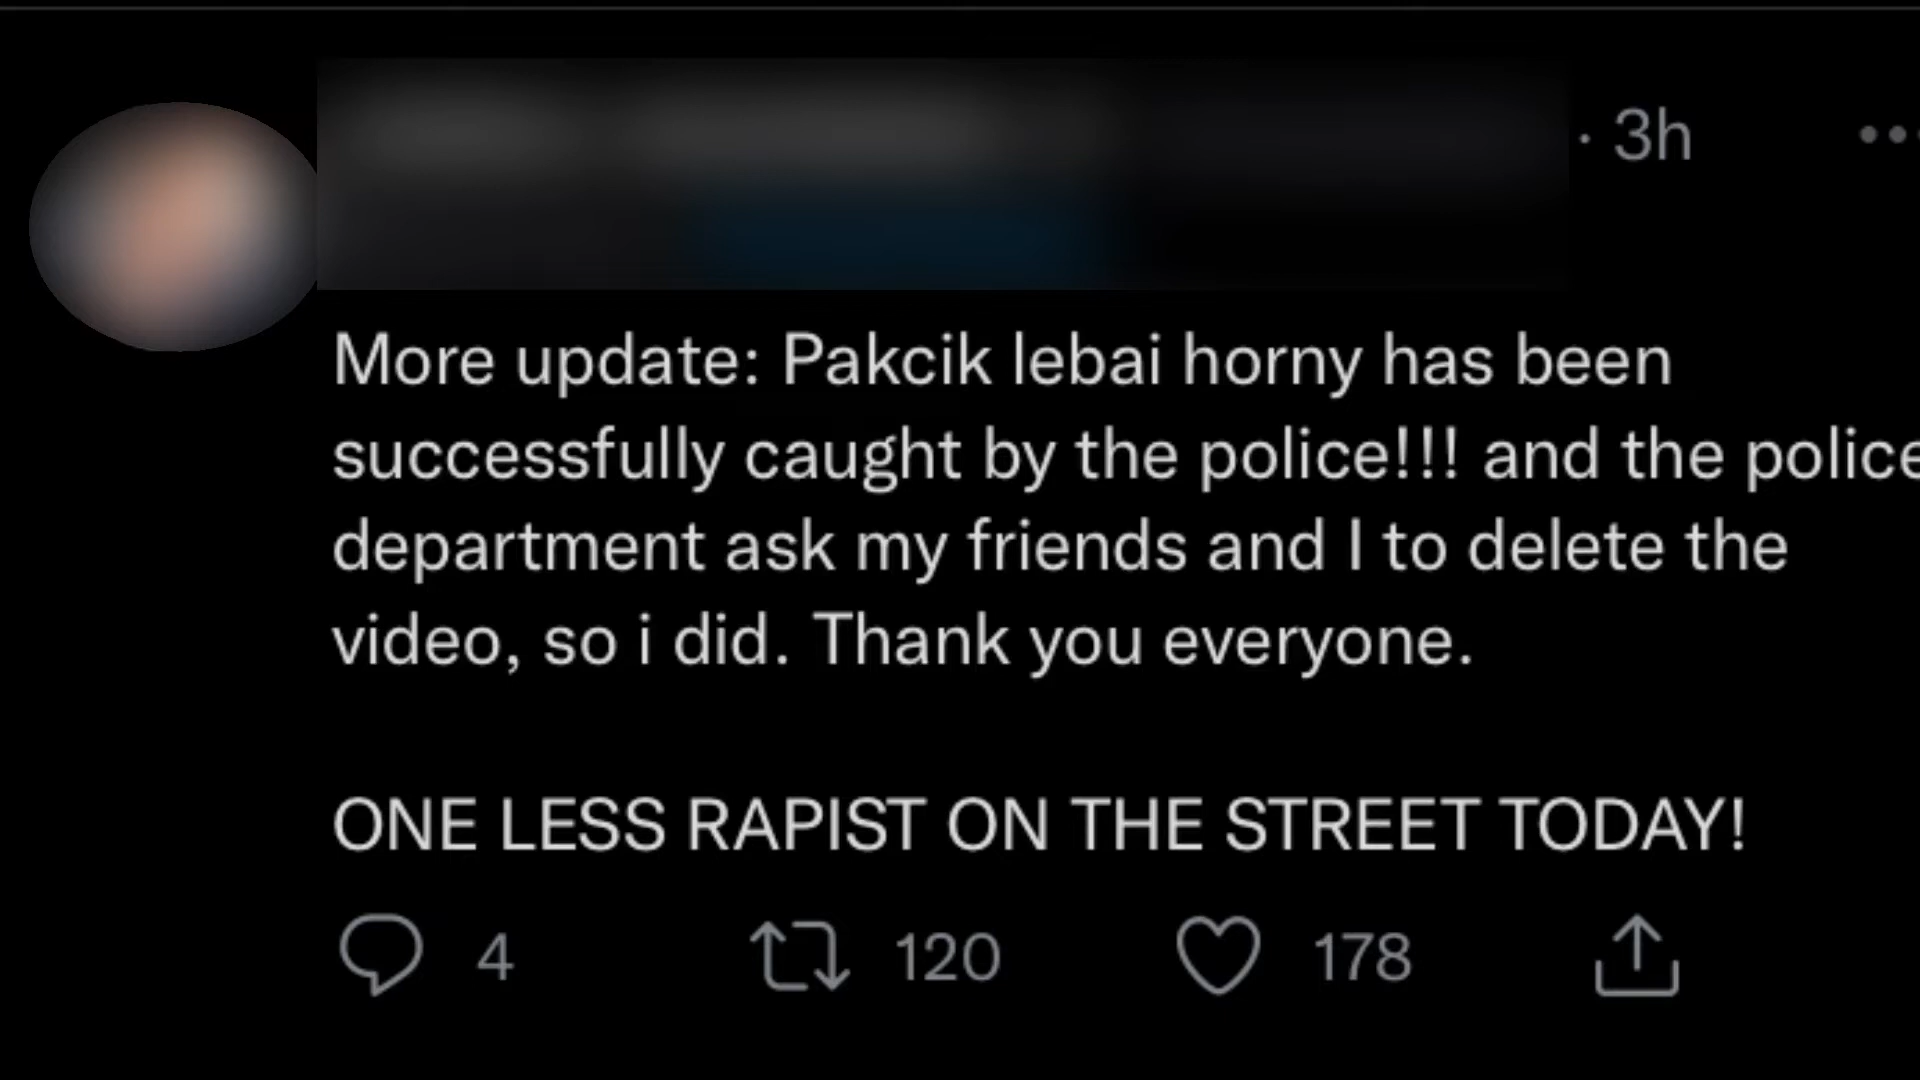 · 3h
More update: Pakcik lebai horny has been
successfully caught by the police!!! and the police
department ask my friends and I to delete the
video, so i did. Thank you everyone.
ONE LESS RAPIST ON THE STREET TODAY!
4 120 178